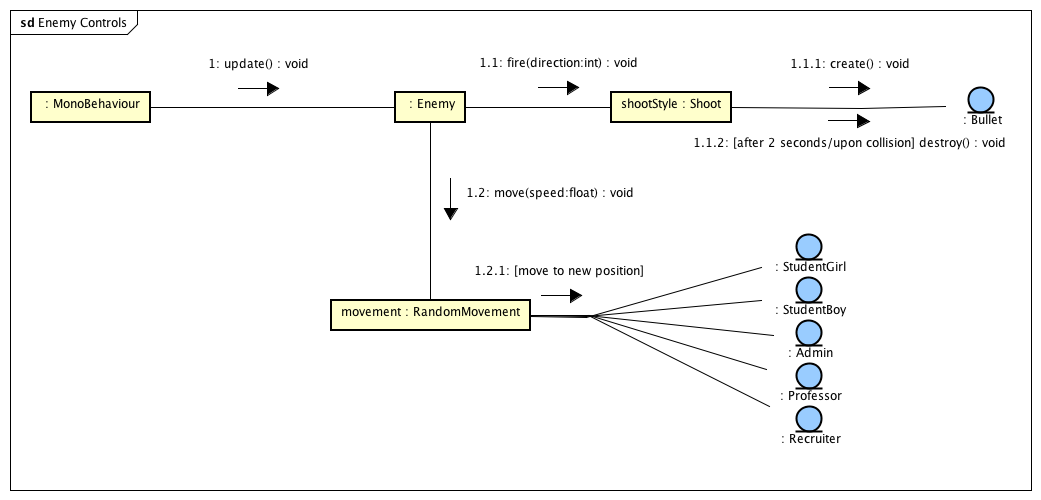 sd Enemy Controls
1: update() : void
1.1: fire(direction:int) : void
1.1.1: create() : void
: MonoBehaviour
: Enemy
shootStyle : Shoot
: Bullet
1.1.2: [after 2 seconds/upon collision] destroy() : void
1.2: move(speed:float) : void
1.2.1: [move to new position]
: StudentGirl
: StudentBoy
movement : RandomMovement
: Admin
: Professor
: Recruiter